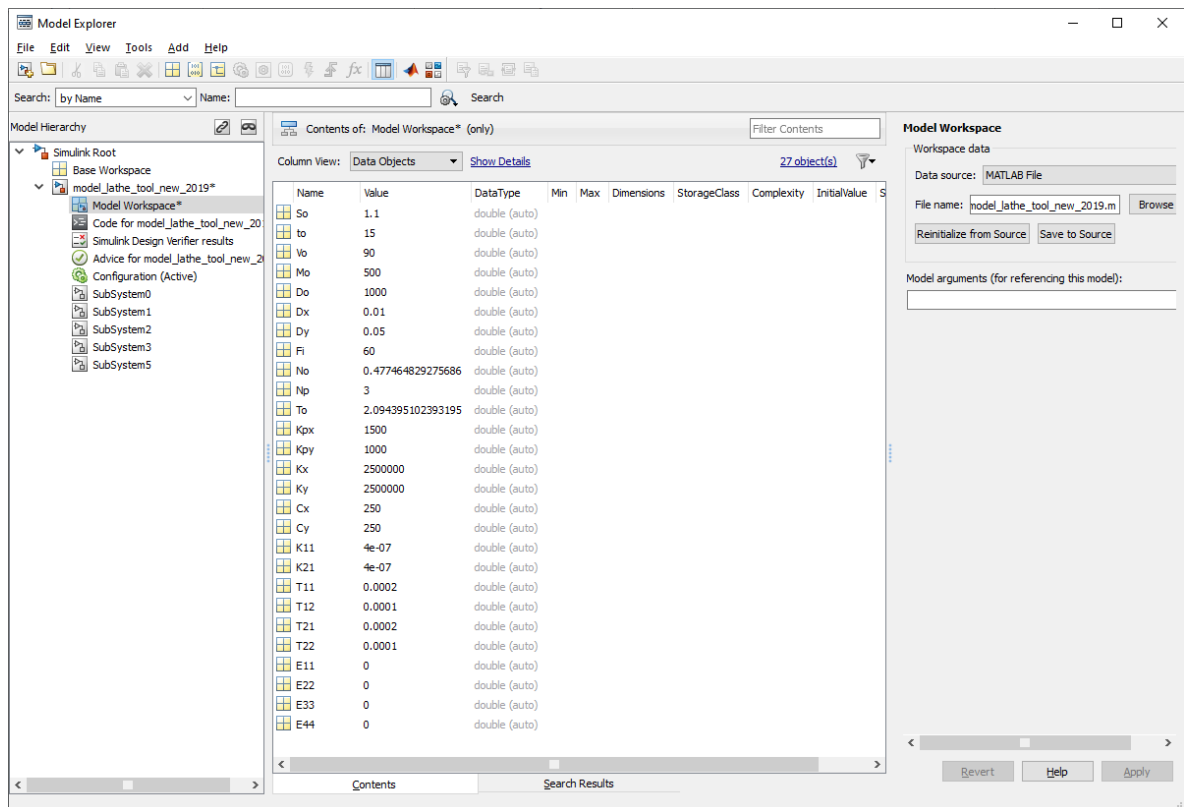 Model Explorer
File Edit View Tools Add Help
Search: by Name Name: Search
Model Hierarchy
Simulink Root
Base Workspace
model_lathe_tool_new_2019*
Model Workspace*
Code for model_lathe_tool_new_20
Simulink Design Verifier results
Advice for model_lathe_tool_new_2
Configuration (Active)
SubSystem0
SubSystem1
SubSystem2
SubSystem3
SubSystem5
Contents of: Model Workspace* (only) Filter Contents
Column View: Data Objects Show Details 27 object(s)
Name Value DataType Min Max Dimensions StorageClass Complexity InitialValue S
So 1.1 double (auto)
to 15 double (auto)
Vo 90 double (auto)
Mo 500 double (auto)
Do 1000 double (auto)
Dx 0.01 double (auto)
Dy 0.05 double (auto)
Fi 60 double (auto)
No 0.477464829275686 double (auto)
Np 3 double (auto)
To 2.094395102393195 double (auto)
Kpx 1500 double (auto)
Kpy 1000 double (auto)
Kx 2500000 double (auto)
Ky 2500000 double (auto)
Cx 250 double (auto)
Cy 250 double (auto)
K11 4e-07 double (auto)
K21 4e-07 double (auto)
T11 0.0002 double (auto)
T12 0.0001 double (auto)
T21 0.0002 double (auto)
T22 0.0001 double (auto)
E11 0 double (auto)
E22 0 double (auto)
E33 0 double (auto)
E44 0 double (auto)
Contents Search Results
Model Workspace
Workspace data
Data source: MATLAB File
File name: model_lathe_tool_new_2019.m Browse
Reinitialize from Source Save to Source
Model arguments (for referencing this model):
Revert Help Apply